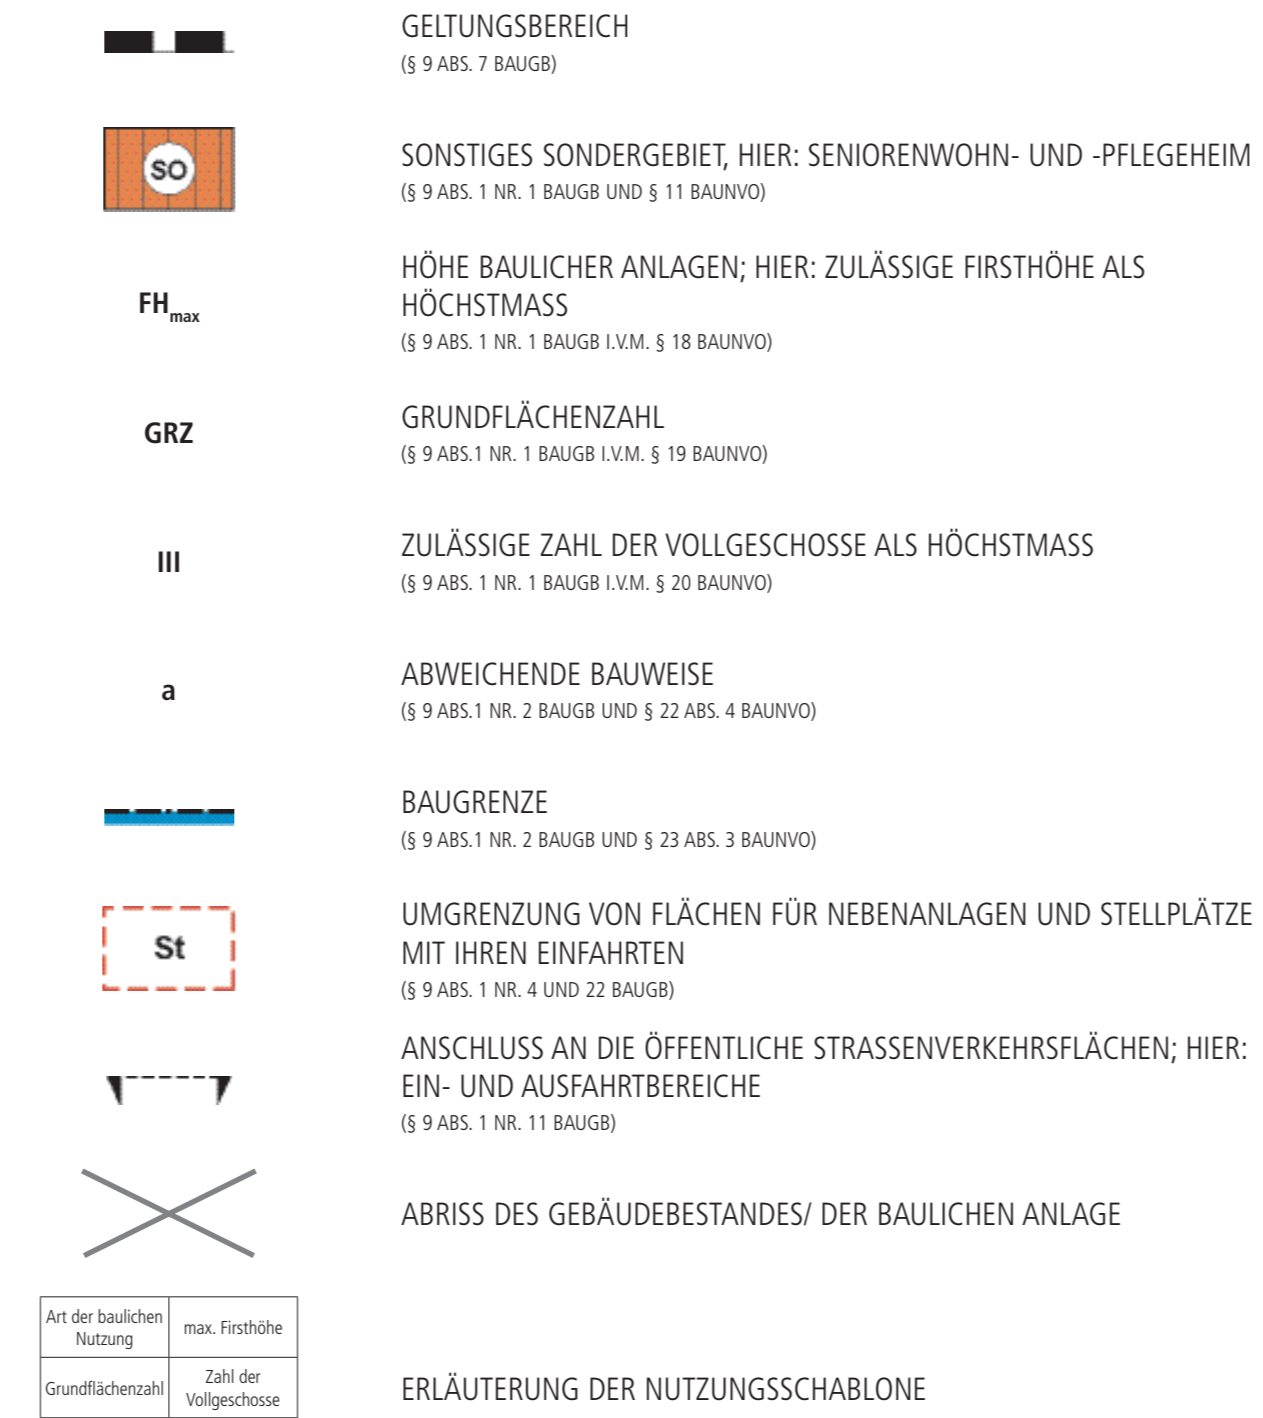 GELTUNGSBEREICH
(§ 9 ABS. 7 BAUGB)
SO
SONSTIGES SONDERGEBIET, HIER: SENIORENWOHN- UND -PFLEGEHEIM
(§ 9 ABS. 1 NR. 1 BAUGB UND § 11 BAUNVO)
FHmax
HÖHE BAULICHER ANLAGEN; HIER: ZULÄSSIGE FIRSTHÖHE ALS
HÖCHSTMASS
(§ 9 ABS. 1 NR. 1 BAUGB I.V.M. § 18 BAUNVO)
GRZ
GRUNDFLÄCHENZAHL
(§ 9 ABS.1 NR. 1 BAUGB I.V.M. § 19 BAUNVO)
III
ZULÄSSIGE ZAHL DER VOLLGESCHOSSE ALS HÖCHSTMASS
(§ 9 ABS. 1 NR. 1 BAUGB I.V.M. § 20 BAUNVO)
a
ABWEICHENDE BAUWEISE
(§ 9 ABS.1 NR. 2 BAUGB UND § 22 ABS. 4 BAUNVO)
BAUGRENZE
(§ 9 ABS.1 NR. 2 BAUGB UND § 23 ABS. 3 BAUNVO)
St
UMGRENZUNG VON FLÄCHEN FÜR NEBENANLAGEN UND STELLPLÄTZE
MIT IHREN EINFAHRTEN
(§ 9 ABS. 1 NR. 4 UND 22 BAUGB)
ANSCHLUSS AN DIE ÖFFENTLICHE STRASSENVERKEHRSFLÄCHEN; HIER:
EIN- UND AUSFAHRTBEREICHE
(§ 9 ABS. 1 NR. 11 BAUGB)
ABRISS DES GEBÄUDEBESTANDES/ DER BAULICHEN ANLAGE
Art der baulichen
Nutzung
max. Firsthöhe
Grundflächenzahl
Zahl der
Vollgeschosse
ERLÄUTERUNG DER NUTZUNGSSCHABLONE